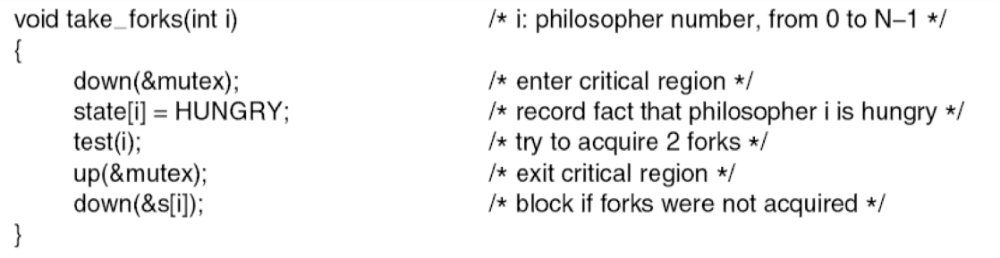 void take_forks(int i) /* i: philosopher number, from 0 to N–1 */
{
down(&mutex); /* enter critical region */
state[i] = HUNGRY; /* record fact that philosopher i is hungry */
test(i); /* try to acquire 2 forks */
up(&mutex); /* exit critical region */
down(&s[i]); /* block if forks were not acquired */
}